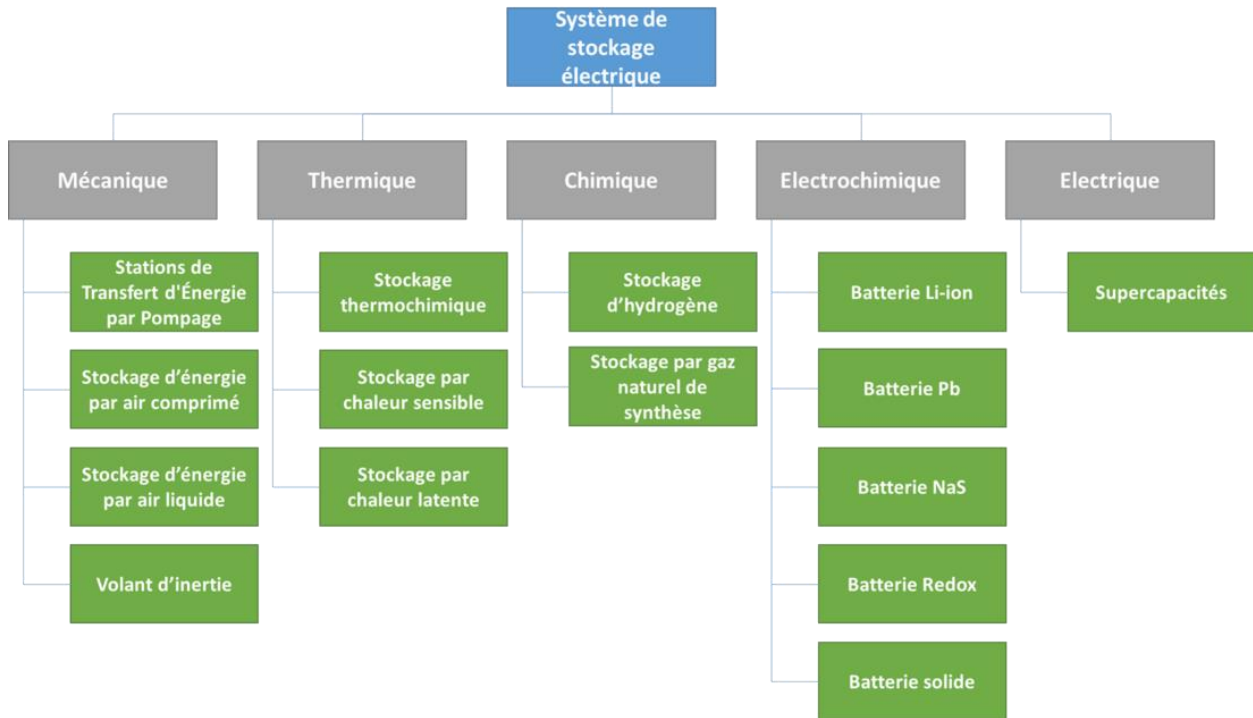 Système de
stockage
électrique
Mécanique
Thermique
Chimique
Electrochimique
Electrique
Stations de
Transfert d'Énergie
par Pompage
Stockage d’énergie
par air comprimé
Stockage d’énergie
par air liquide
Volant d’inertie
Stockage
thermochimique
Stockage par
chaleur sensible
Stockage par
chaleur latente
Stockage
d’hydrogène
Stockage par gaz
naturel de
synthèse
Batterie Li-ion
Batterie Pb
Batterie NaS
Batterie Redox
Batterie solide
Supercapacités